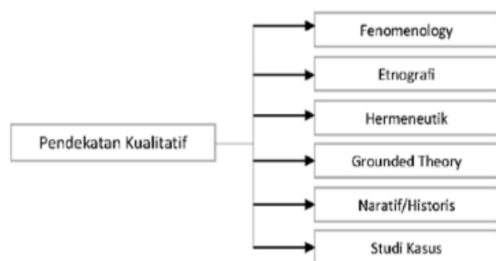 Fenomenology
Etnografi
Hermeneutik
Pendekatan Kualitatif
Grounded Theory
Naratif/Historis
Studi Kasus